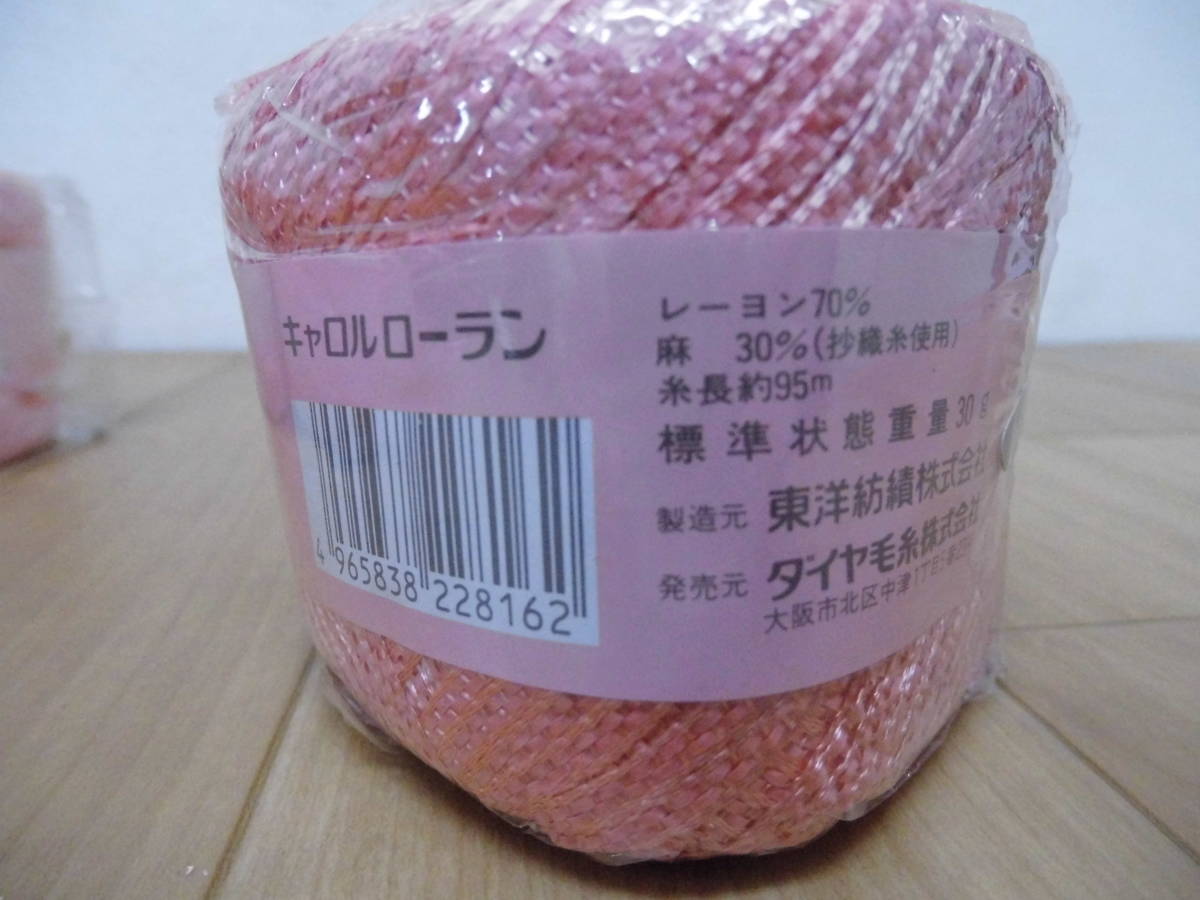 キャロルローラン
4 965838 228162
レーヨン70%
麻 30%(抄繊糸使用)
糸長約95m
標準状態重量30g
製造元 東洋紡績株式会社
発売元 ダイヤ毛糸株式会社
大阪市北区中津1丁目